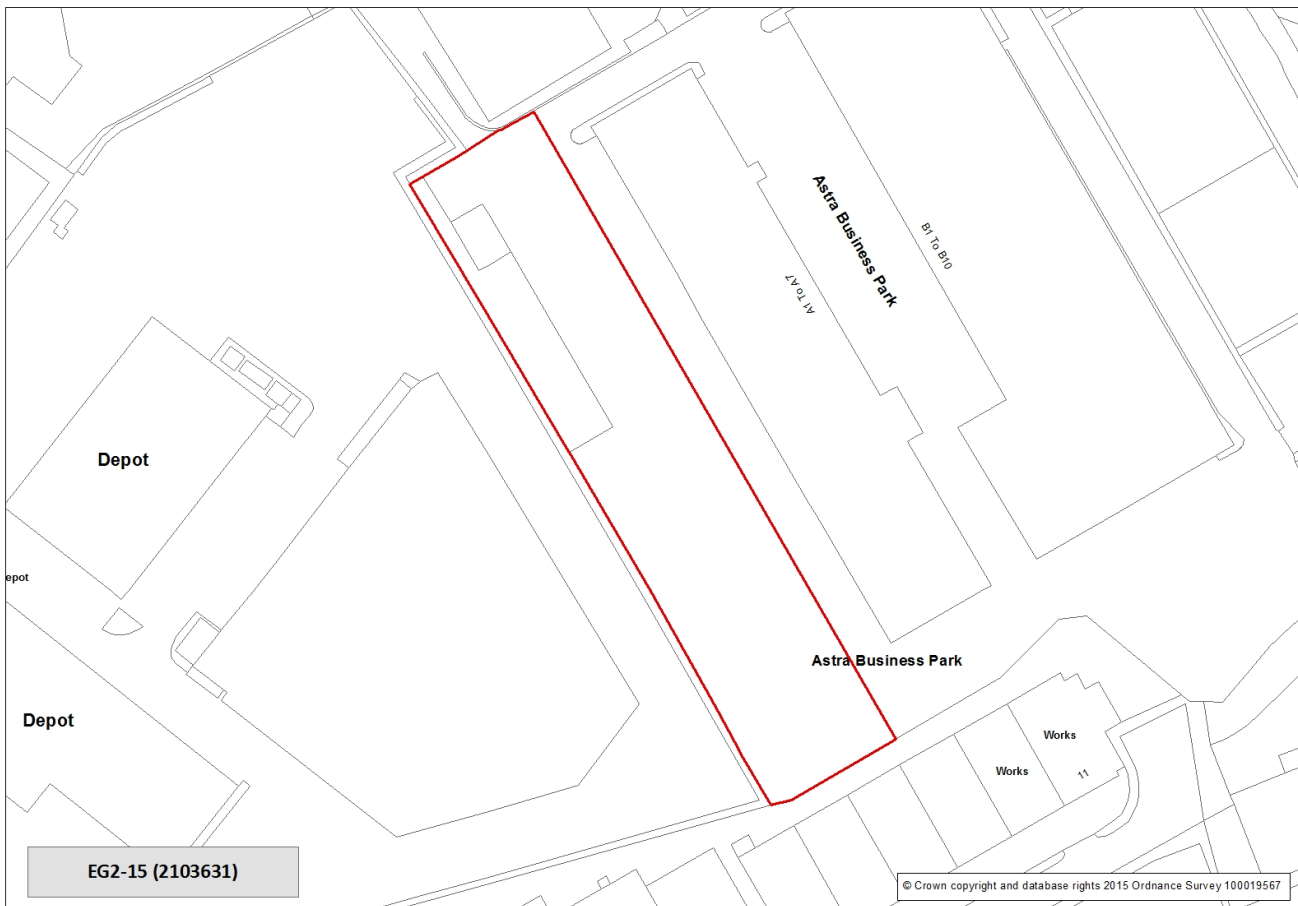 Astra Business Park
B1 To B10
A1 To A7
Depot
epot
Astra Business Park
Depot
Works
Works
11
EG2-15 (2103631)
© Crown copyright and database rights 2015 Ordnance Survey 100019567